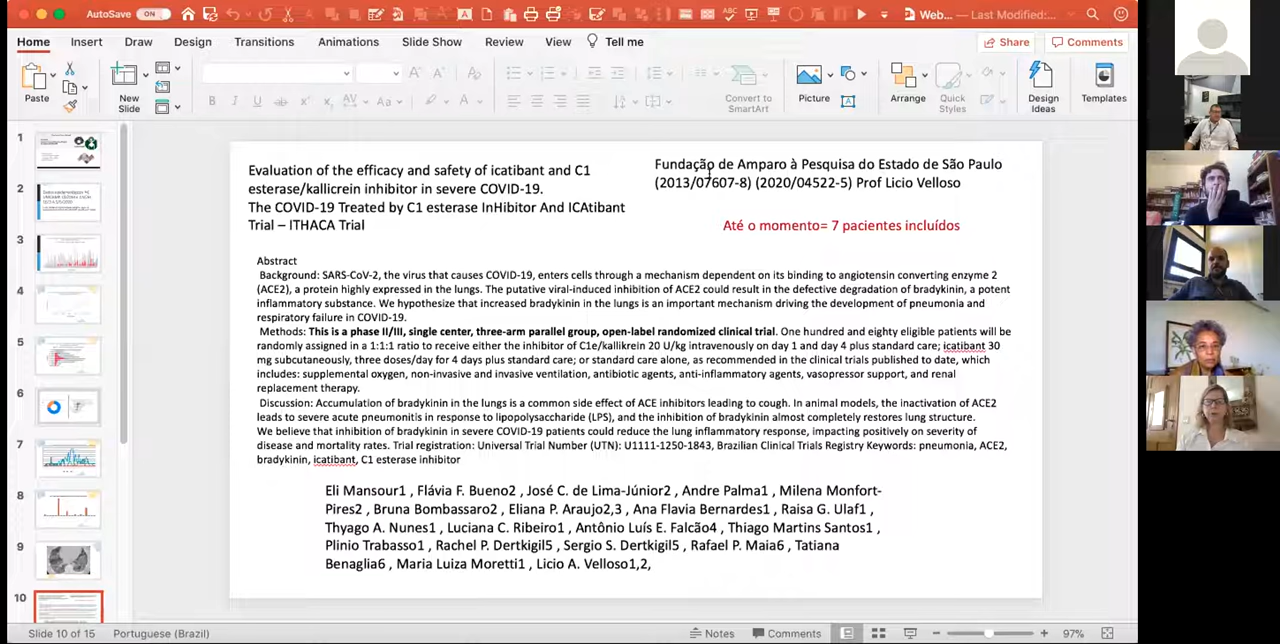 AutoSave ON Web... — Last Modified:...
Home Insert Draw Design Transitions Animations Slide Show Review View Tell me Share Comments
Paste New Slide Convert to SmartArt Picture Arrange Quick Styles Design Ideas Templates
1
2
3
4
5
6
7
8
9
10
Evaluation of the efficacy and safety of icatibant and C1
esterase/kallicrein inhibitor in severe COVID-19.
The COVID-19 Treated by C1 esterase InHibitor And ICAtibant
Trial – ITHACA Trial
Fundação de Amparo à Pesquisa do Estado de São Paulo
(2013/07607-8) (2020/04522-5) Prof Licio Velloso
Até o momento= 7 pacientes incluídos
Abstract
Background: SARS-CoV-2, the virus that causes COVID-19, enters cells through a mechanism dependent on its binding to angiotensin converting enzyme 2
(ACE2), a protein highly expressed in the lungs. The putative viral-induced inhibition of ACE2 could result in the defective degradation of bradykinin, a potent
inflammatory substance. We hypothesize that increased bradykinin in the lungs is an important mechanism driving the development of pneumonia and
respiratory failure in COVID-19.
Methods: This is a phase II/III, single center, three-arm parallel group, open-label randomized clinical trial. One hundred and eighty eligible patients will be
randomly assigned in a 1:1:1 ratio to receive either the inhibitor of C1e/kallikrein 20 U/kg intravenously on day 1 and day 4 plus standard care; icatibant 30
mg subcutaneously, three doses/day for 4 days plus standard care; or standard care alone, as recommended in the clinical trials published to date, which
includes: supplemental oxygen, non-invasive and invasive ventilation, antibiotic agents, anti-inflammatory agents, vasopressor support, and renal
replacement therapy.
Discussion: Accumulation of bradykinin in the lungs is a common side effect of ACE inhibitors leading to cough. In animal models, the inactivation of ACE2
leads to severe acute pneumonitis in response to lipopolysaccharide (LPS), and the inhibition of bradykinin almost completely restores lung structure.
We believe that inhibition of bradykinin in severe COVID-19 patients could reduce the lung inflammatory response, impacting positively on severity of
disease and mortality rates. Trial registration: Universal Trial Number (UTN): U1111-1250-1843, Brazilian Clinical Trials Registry Keywords: pneumonia, ACE2,
bradykinin, icatibant, C1 esterase inhibitor
Eli Mansour1 , Flávia F. Bueno2 , José C. de Lima-Júnior2 , Andre Palma1 , Milena Monfort-
Pires2 , Bruna Bombassaro2 , Eliana P. Araujo2,3 , Ana Flavia Bernardes1 , Raisa G. Ulaf1 ,
Thyago A. Nunes1 , Luciana C. Ribeiro1 , Antônio Luís E. Falcão4 , Thiago Martins Santos1 ,
Plinio Trabasso1 , Rachel P. Dertkigil5 , Sergio S. Dertkigil5 , Rafael P. Maia6 , Tatiana
Benaglia6 , Maria Luiza Moretti1 , Licio A. Velloso1,2,
Slide 10 of 15 Portuguese (Brazil) Notes Comments 97%